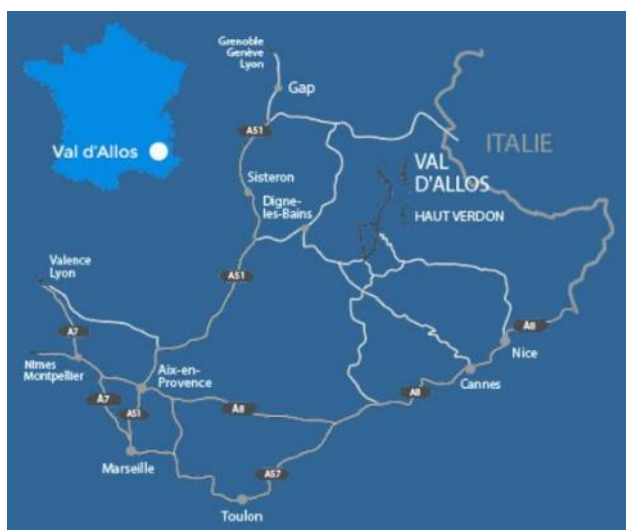 Grenoble
Genève
Lyon
Gap
Val d'Allos
A51
ITALIE
VAL
D'ALLOS
HAUT VERDON
Sisteron
Digne-
les-Bains
Valence
Lyon
A51
A7
A8
Nice
Nîmes
Montpellier
Aix-en-
Provence
Cannes
A7
A51
A8
A8
Marseille
A57
Toulon